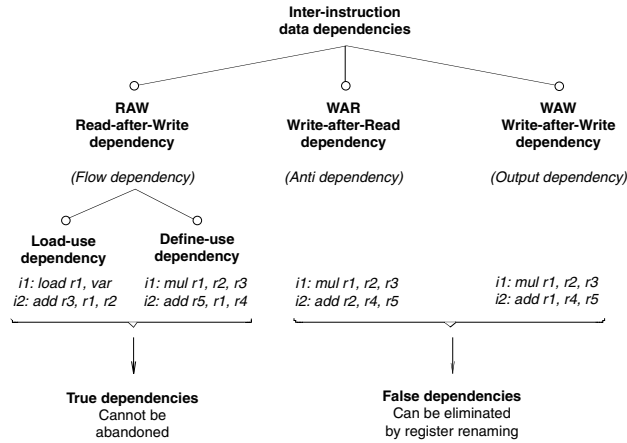 Inter-instruction
data dependencies
RAW
Read-after-Write
dependency
(Flow dependency)
WAR
Write-after-Read
dependency
(Anti dependency)
WAW
Write-after-Write
dependency
(Output dependency)
Load-use
dependency
i1: load r1, var
i2: add r3, r1, r2
Define-use
dependency
i1: mul r1, r2, r3
i2: add r5, r1, r4
i1: mul r1, r2, r3
i2: add r2, r4, r5
i1: mul r1, r2, r3
i2: add r1, r4, r5
True dependencies
Cannot be
abandoned
False dependencies
Can be eliminated
by register renaming